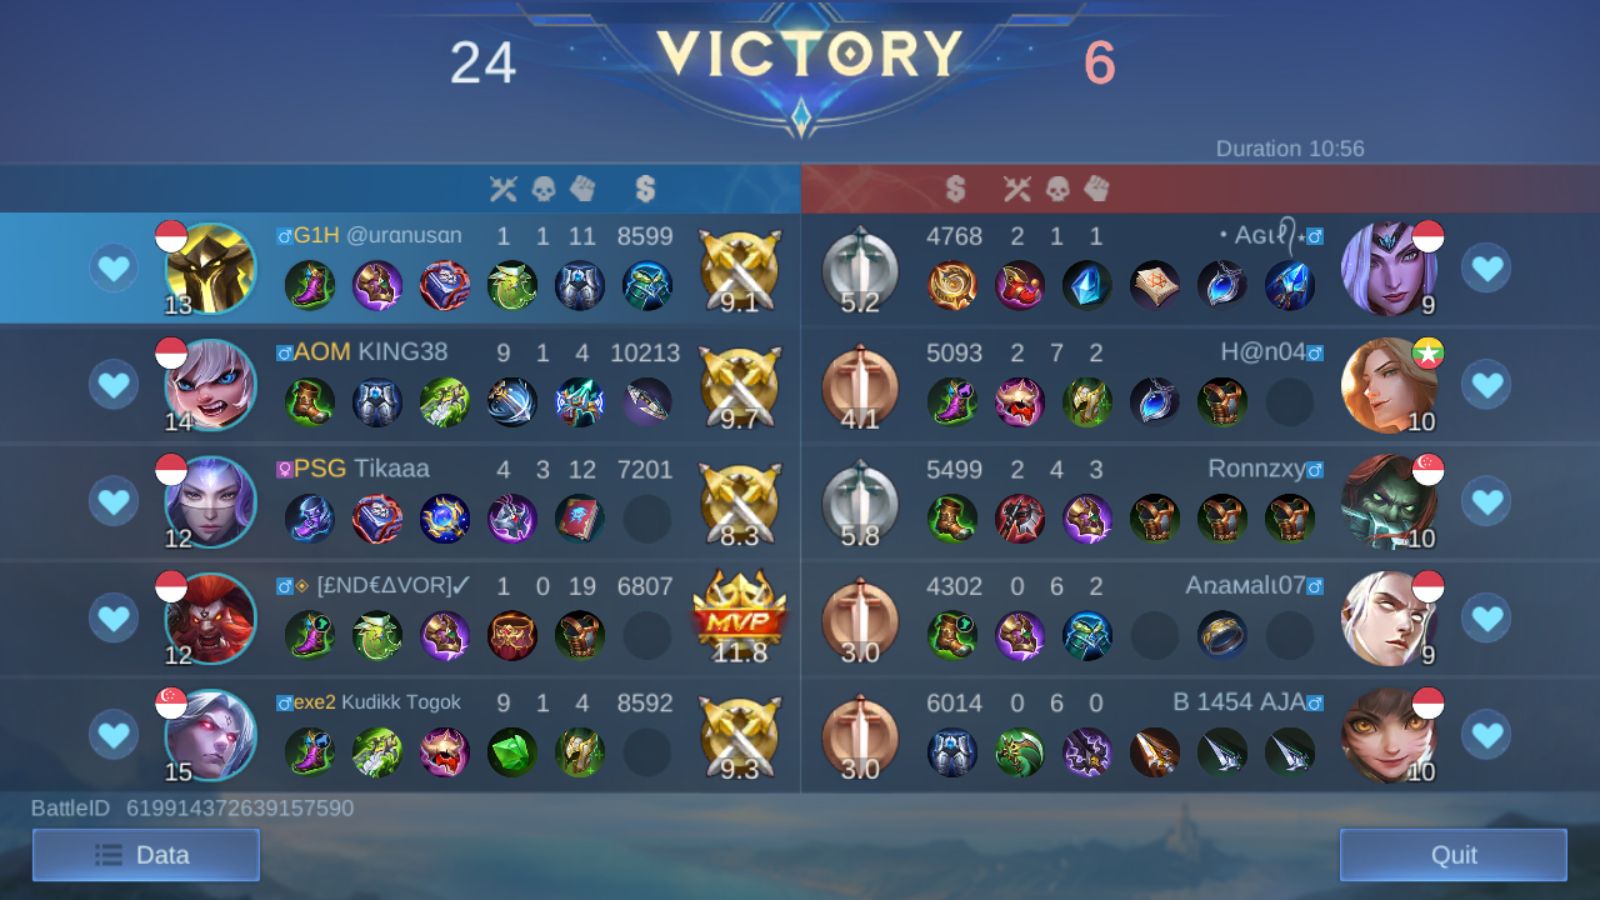 24 VICTORY 6
Duration 10:56
G1H @uranusan 1 1 11 8599 9.1
13
5.2 4768 2 1 1
9
AOM KING38 9 1 4 10213 9.7
14
4.1 5093 2 7 2 H@n04
10
PSG Tikaaa 4 3 12 7201 8.3
12
5.8 5499 2 4 3 Ronnzxy
10
[£ND€ΔVOR]✓ 1 0 19 6807 MVP 11.8
12
3.0 4302 0 6 2 Anaмalι07
9
exe2 Kudikk Togok 9 1 4 8592 9.3
15
3.0 6014 0 6 0 B 1454 AJA
10
BattleID 619914372639157590
Data
Quit